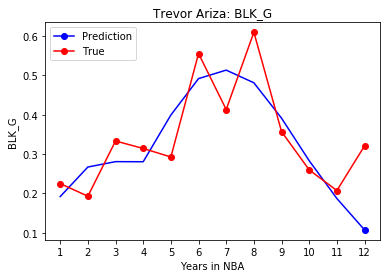 Trevor Ariza: BLK_G
Prediction
True
0.6
0.5
0.4
0.3
0.2
0.1
BLK_G
1 2 3 4 5 6 7 8 9 10 11 12
Years in NBA